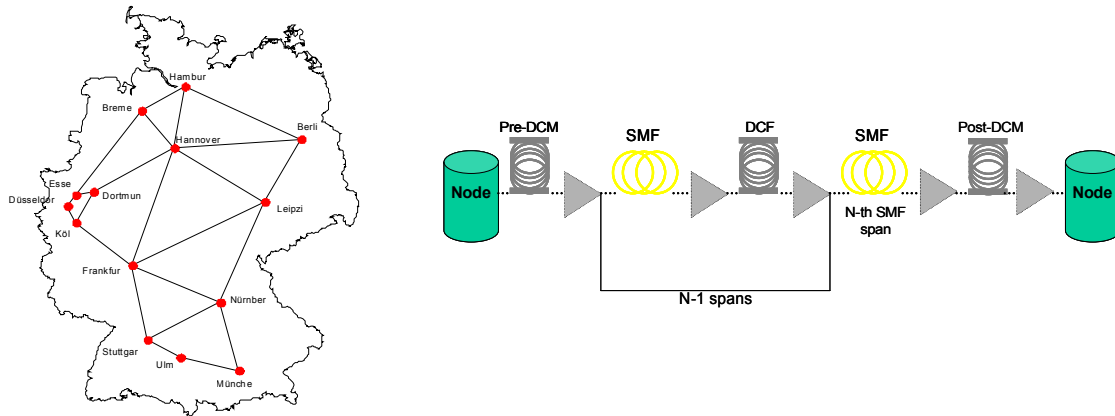 Hambur
Breme
Hannover
Berli
Esse
Dortmun
Düsseldor
Köl
Leipzi
Frankfur
Nürnber
Stuttgar
Ulm
Münche
Pre-DCM
SMF
DCF
SMF
Post-DCM
Node
N-th SMF
span
Node
N-1 spans